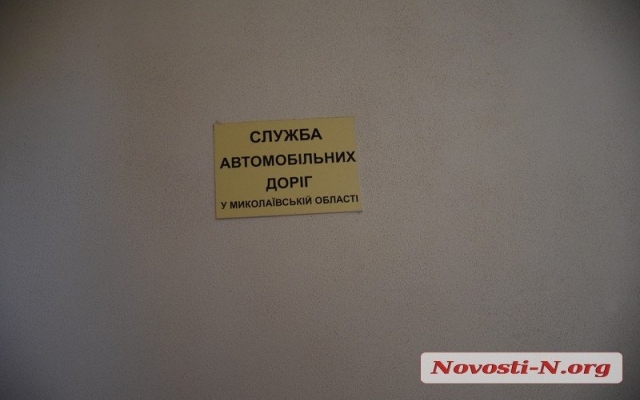 СЛУЖБА
АВТОМОБІЛЬНИХ
ДОРІГ
У МИКОЛАЇВСЬКІЙ ОБЛАСТІ
Novosti-N.org